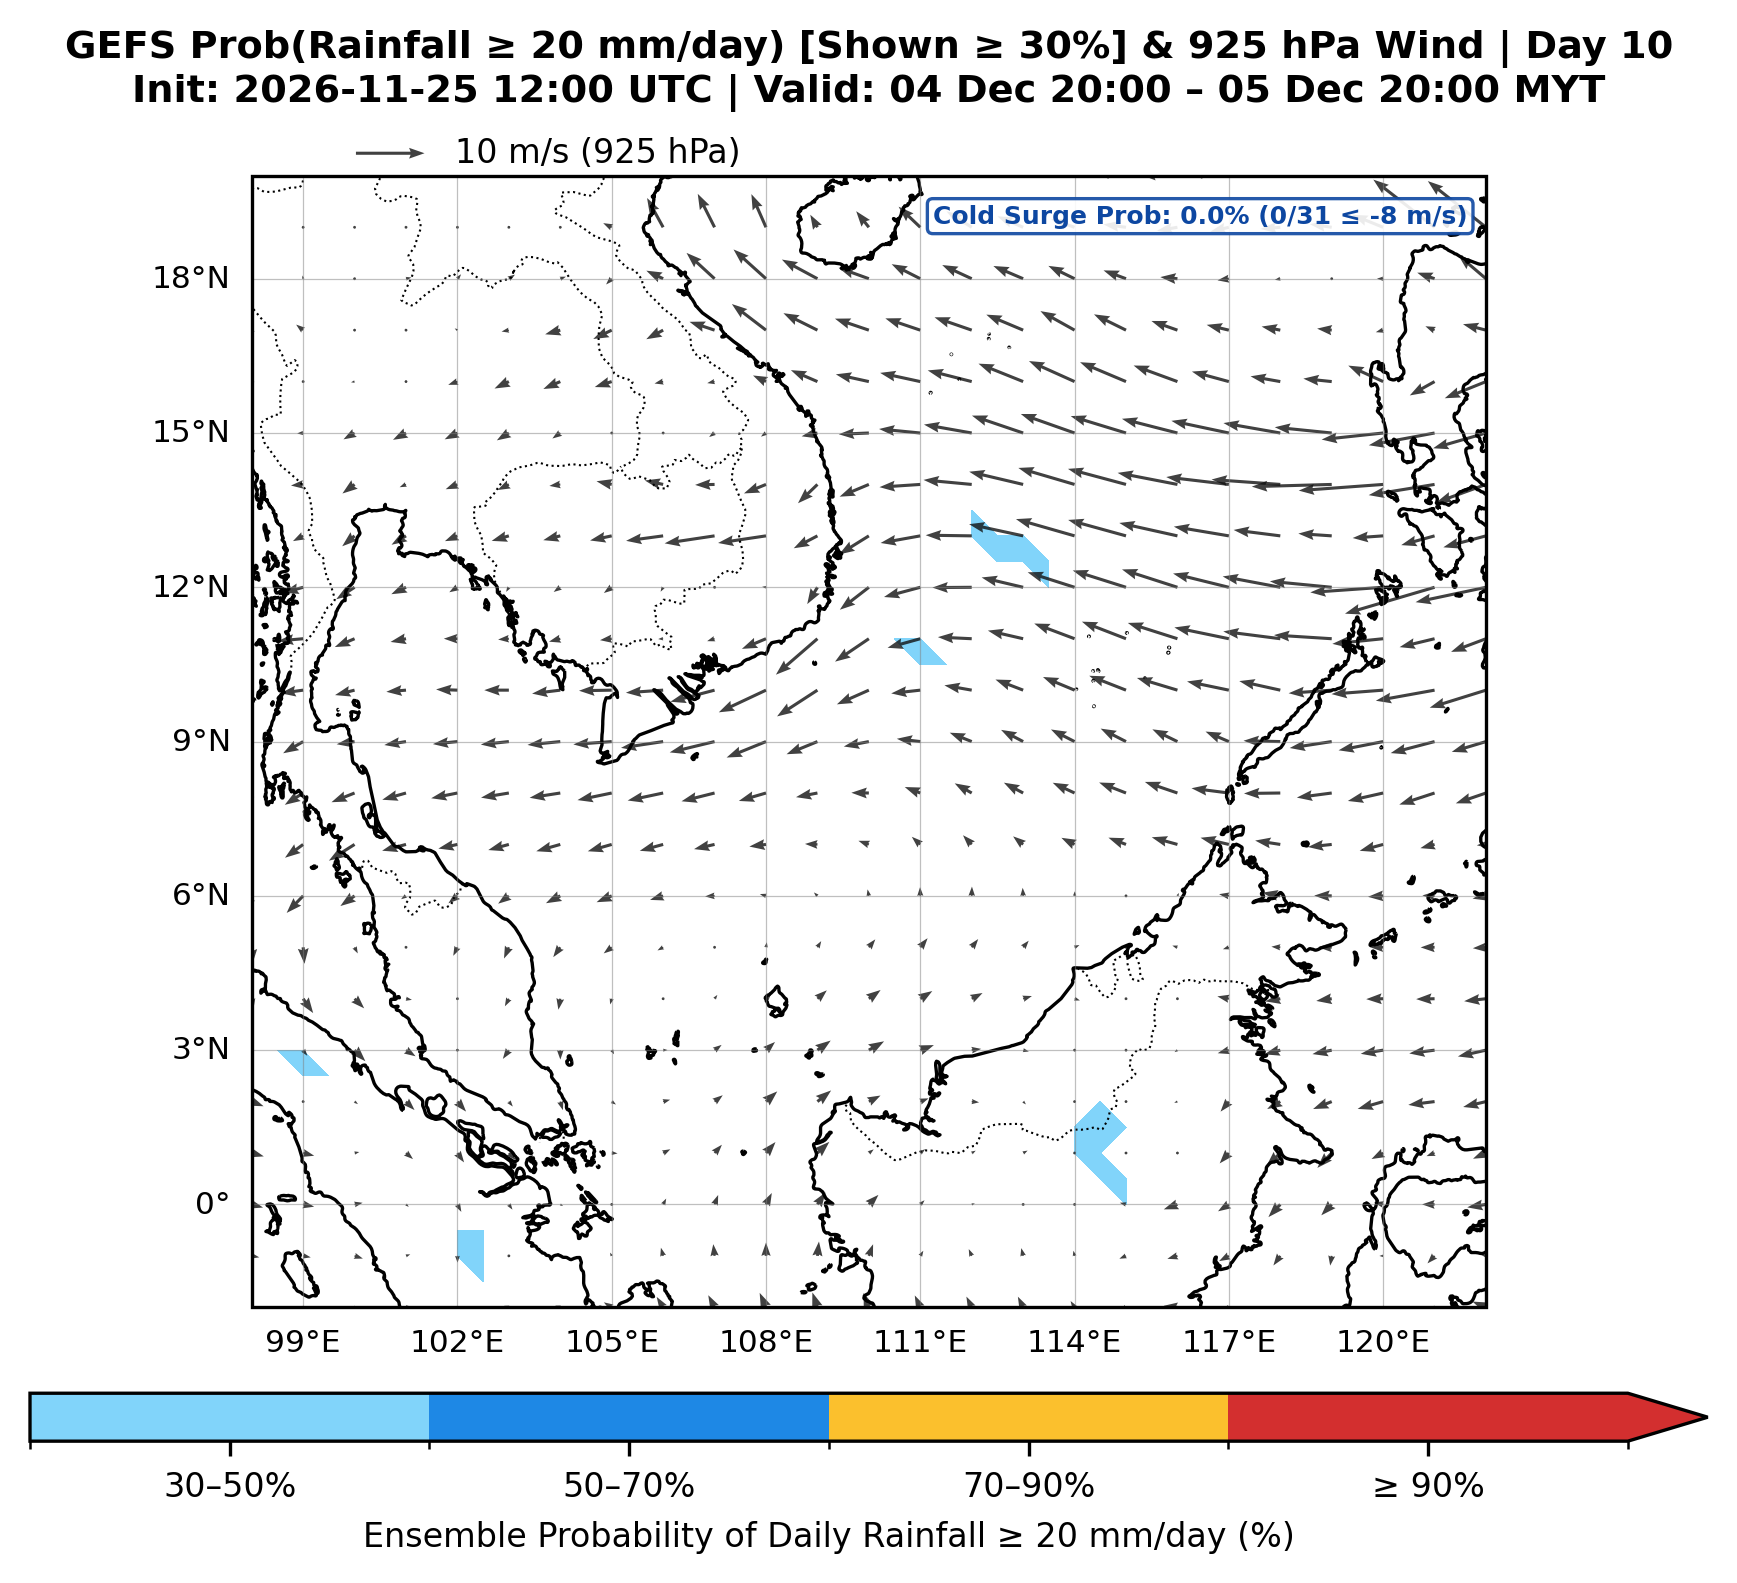 GEFS Prob(Rainfall ≥ 20 mm/day) [Shown ≥ 30%] & 925 hPa Wind | Day 10
Init: 2026-11-25 12:00 UTC | Valid: 04 Dec 20:00 – 05 Dec 20:00 MYT
10 m/s (925 hPa)
Cold Surge Prob: 0.0% (0/31 ≤ -8 m/s)
18°N
15°N
12°N
9°N
6°N
3°N
0°
99°E 102°E 105°E 108°E 111°E 114°E 117°E 120°E
30–50% 50–70% 70–90% ≥ 90%
Ensemble Probability of Daily Rainfall ≥ 20 mm/day (%)